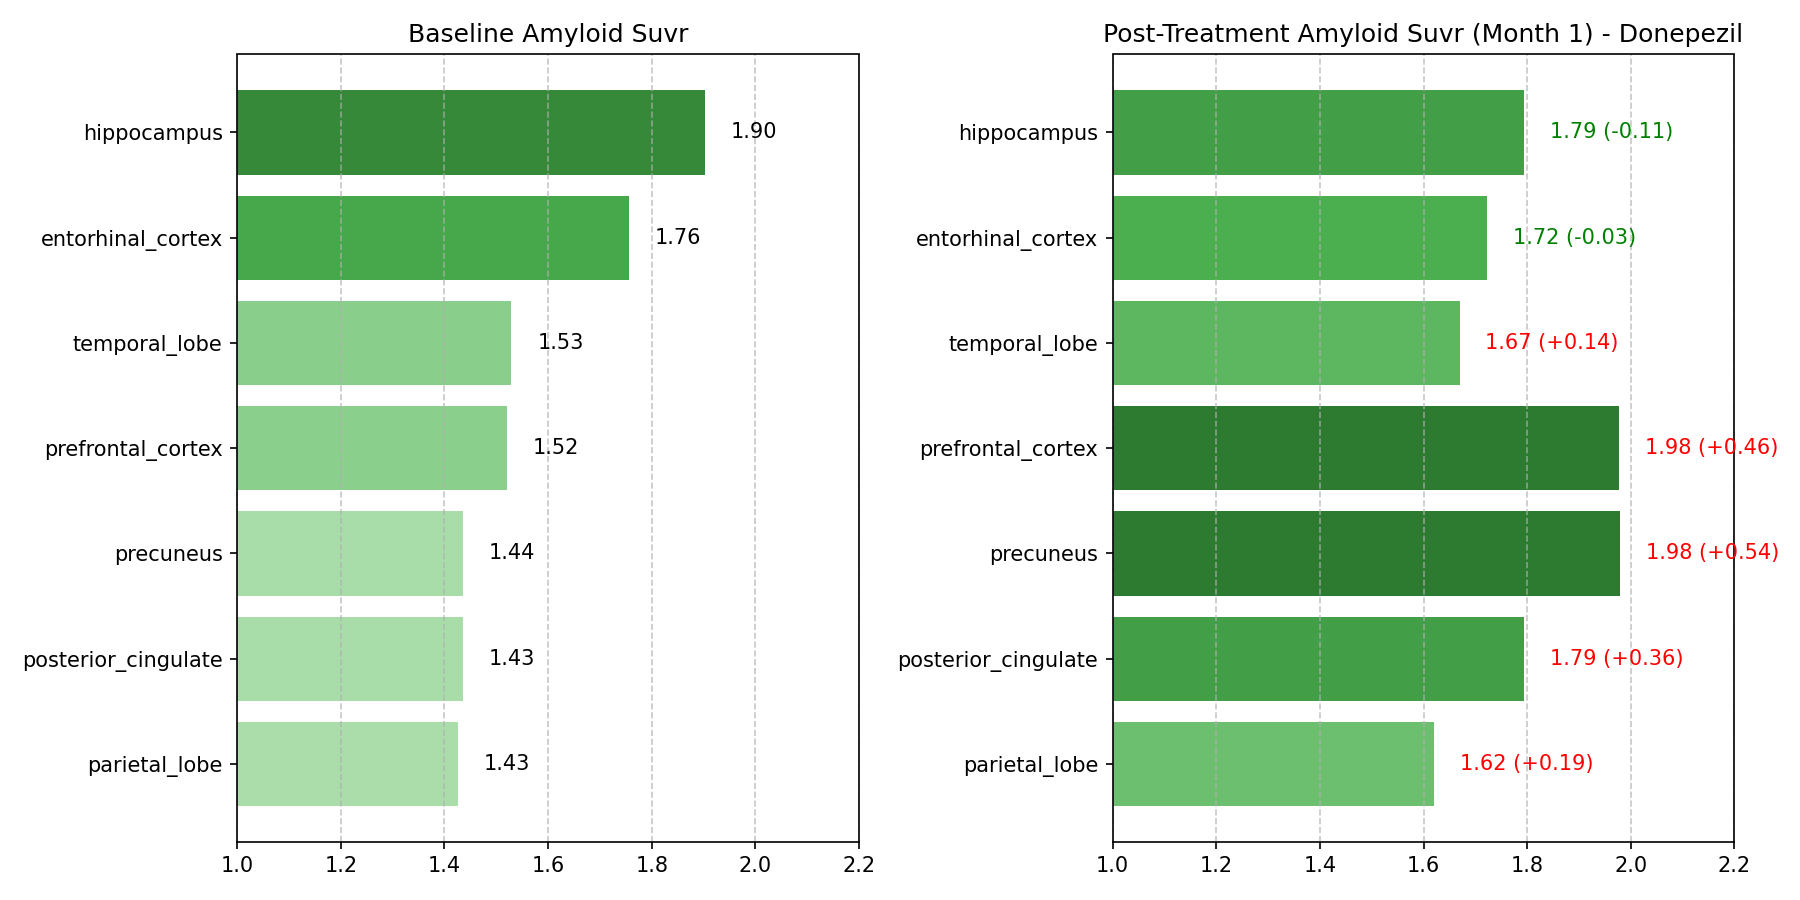 Baseline Amyloid Suvr
hippocampus 1.90
entorhinal_cortex 1.76
temporal_lobe 1.53
prefrontal_cortex 1.52
precuneus 1.44
posterior_cingulate 1.43
parietal_lobe 1.43
1.0 1.2 1.4 1.6 1.8 2.0 2.2
Post-Treatment Amyloid Suvr (Month 1) - Donepezil
hippocampus 1.79 (-0.11)
entorhinal_cortex 1.72 (-0.03)
temporal_lobe 1.67 (+0.14)
prefrontal_cortex 1.98 (+0.46)
precuneus 1.98 (+0.54)
posterior_cingulate 1.79 (+0.36)
parietal_lobe 1.62 (+0.19)
1.0 1.2 1.4 1.6 1.8 2.0 2.2